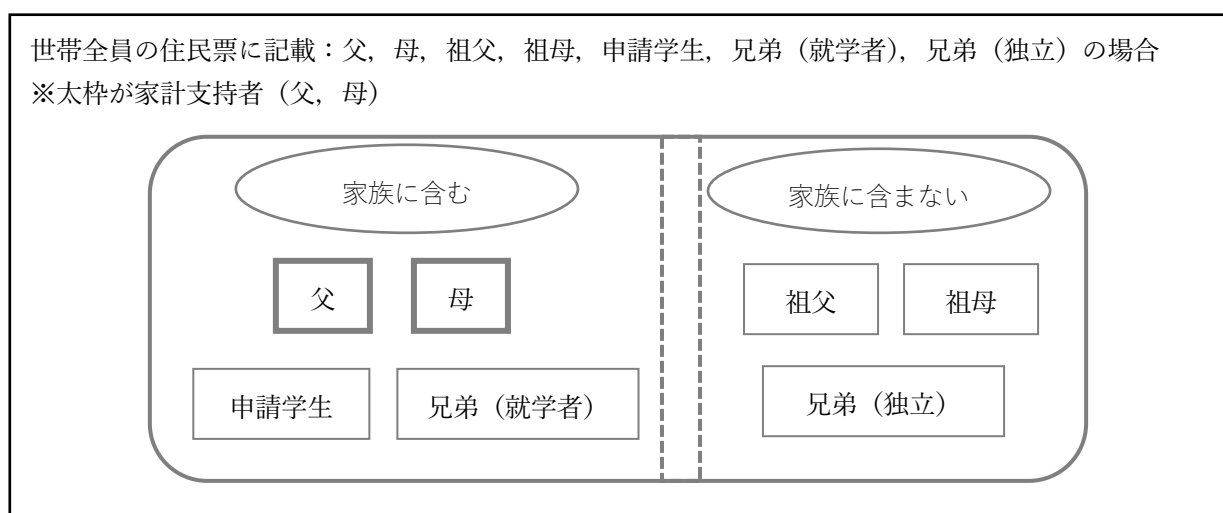 世帯全員の住民票に記載：父，母，祖父，祖母，申請学生，兄弟（就学者），兄弟（独立）の場合
※太枠が家計支持者（父，母）
家族に含む
家族に含まない
父
母
祖父
祖母
申請学生
兄弟（就学者）
兄弟（独立）